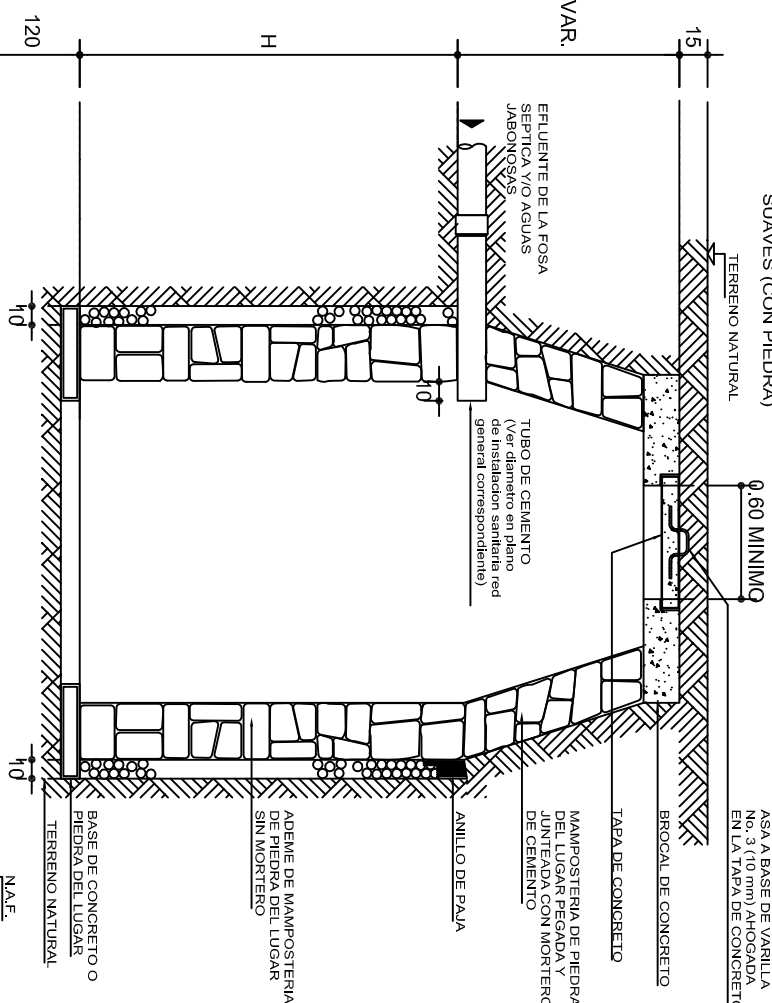 SUAVES (CON PIEDRA)
15
VAR.
H
120
TERRENO NATURAL
0.60 MINIMO
ASA A BASE DE VARILLA
No. 3 (10 mm) AHOGADA
EN LA TAPA DE CONCRETO
BROCAL DE CONCRETO
TAPA DE CONCRETO
MAMPOSTERIA DE PIEDRA
DEL LUGAR PEGADA Y
JUNTEADA CON MORTERO
DE CEMENTO
EFLUENTE DE LA FOSA
SEPTICA Y/O AGUAS
JABONOSAS
TUBO DE CEMENTO
(Ver diametro en plano
de instalacion sanitaria red
general correspondiente)
10
10
10
ANILLO DE PAJA
ADEME DE MAMPOSTERIA
DE PIEDRA DEL LUGAR
SIN MORTERO
BASE DE CONCRETO O
PIEDRA DEL LUGAR
TERRENO NATURAL
N.A.F.